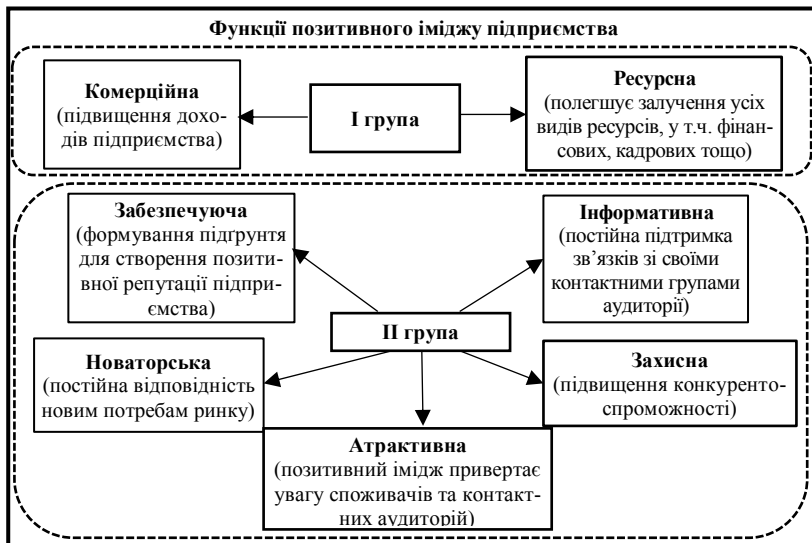 Функції позитивного іміджу підприємства
Комерційна
(підвищення дохо-
дів підприємства)
І група
Ресурсна
(полегшує залучення усіх
видів ресурсів, у т.ч. фінан-
сових, кадрових тощо)
Забезпечуюча
(формування підґрунтя
для створення позити-
вної репутації підпри-
ємства)
Інформативна
(постійна підтримка
зв’язків зі своїми
контактними групами
аудиторії)
ІІ група
Новаторська
(постійна відповідність
новим потребам ринку)
Захисна
(підвищення конкуренто-
спроможності)
Атрактивна
(позитивний імідж привертає
увагу споживачів та контакт-
них аудиторій)